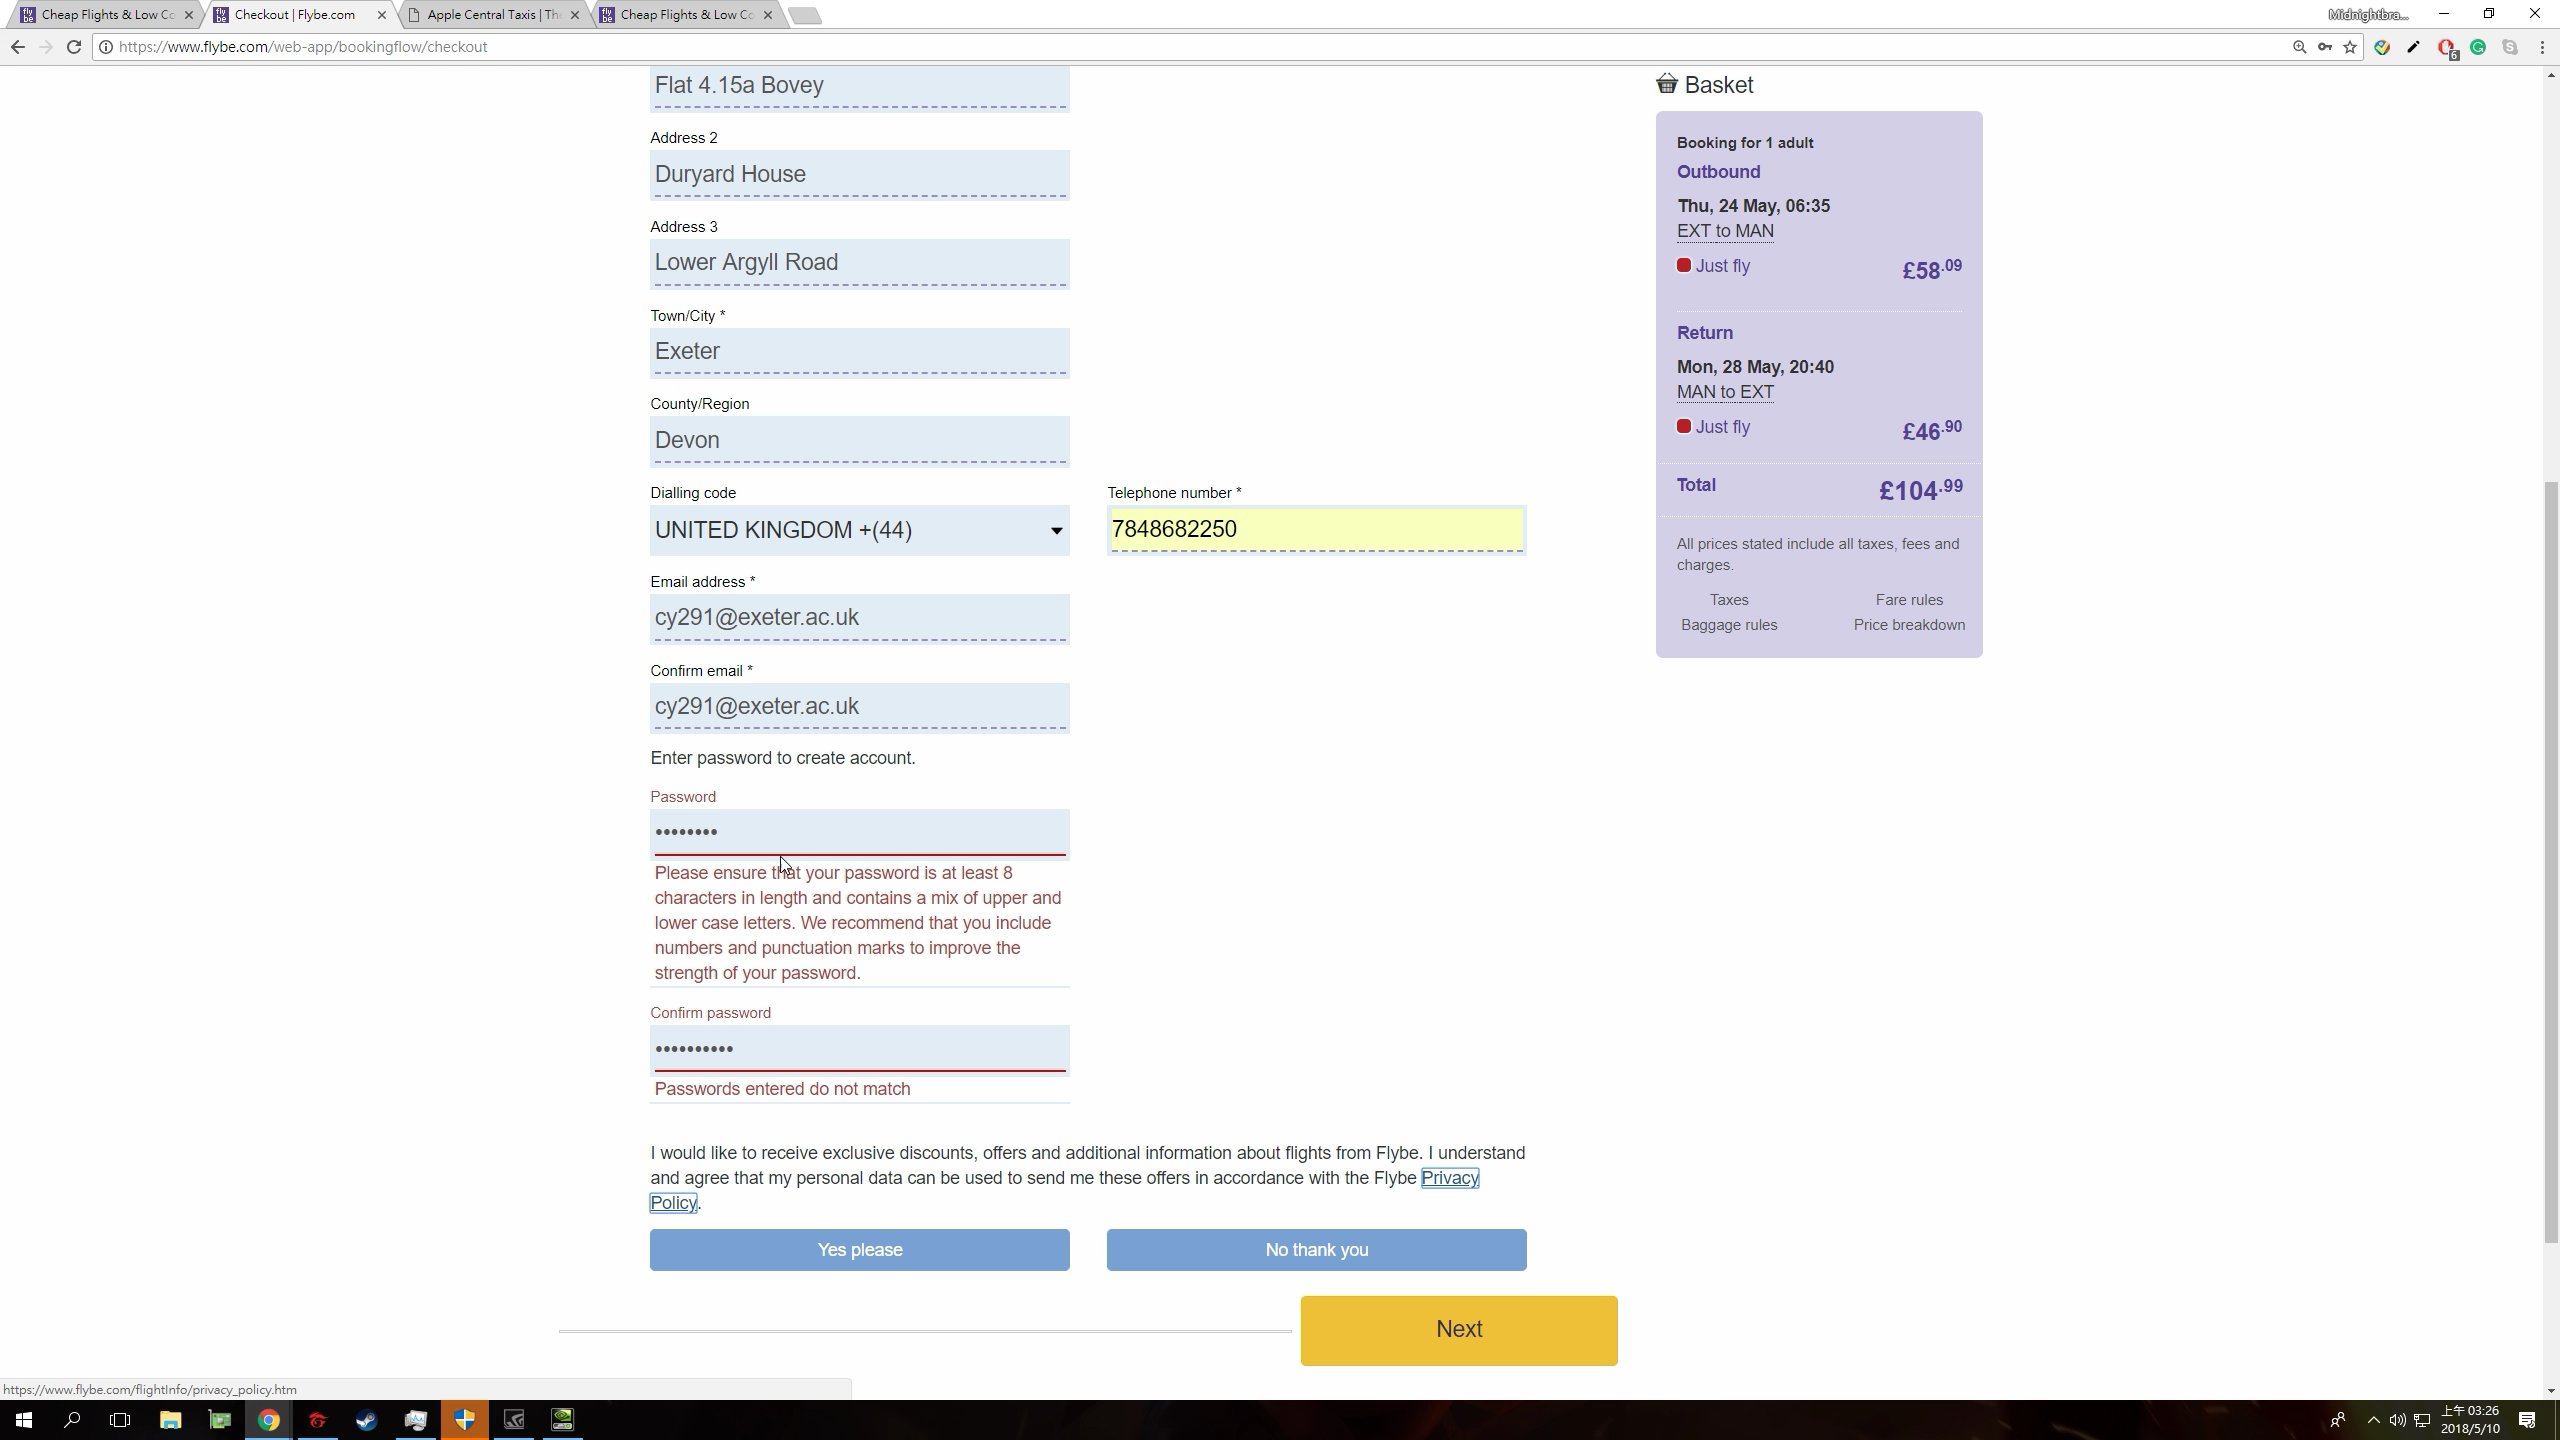 Cheap Flights & Low Co
Checkout | Flybe.com
Apple Central Taxis | Th
Cheap Flights & Low Co
Midnightbra...
https://www.flybe.com/web-app/bookingflow/checkout
6
Flat 4.15a Bovey
Address 2
Duryard House
Address 3
Lower Argyll Road
Town/City *
Exeter
County/Region
Devon
Dialling code
UNITED KINGDOM +(44)
Telephone number *
7848682250
Email address *
cy291@exeter.ac.uk
Confirm email *
cy291@exeter.ac.uk
Enter password to create account.
Password
••••••••
Please ensure that your password is at least 8
characters in length and contains a mix of upper and
lower case letters. We recommend that you include
numbers and punctuation marks to improve the
strength of your password.
Confirm password
••••••••••
Passwords entered do not match
I would like to receive exclusive discounts, offers and additional information about flights from Flybe. I understand
and agree that my personal data can be used to send me these offers in accordance with the Flybe Privacy
Policy.
Yes please
No thank you
Next
Basket
Booking for 1 adult
Outbound
Thu, 24 May, 06:35
EXT to MAN
Just fly £58.09
Return
Mon, 28 May, 20:40
MAN to EXT
Just fly £46.90
Total £104.99
All prices stated include all taxes, fees and
charges.
Taxes Fare rules
Baggage rules Price breakdown
https://www.flybe.com/flightInfo/privacy_policy.htm
上午 03:26
2018/5/10